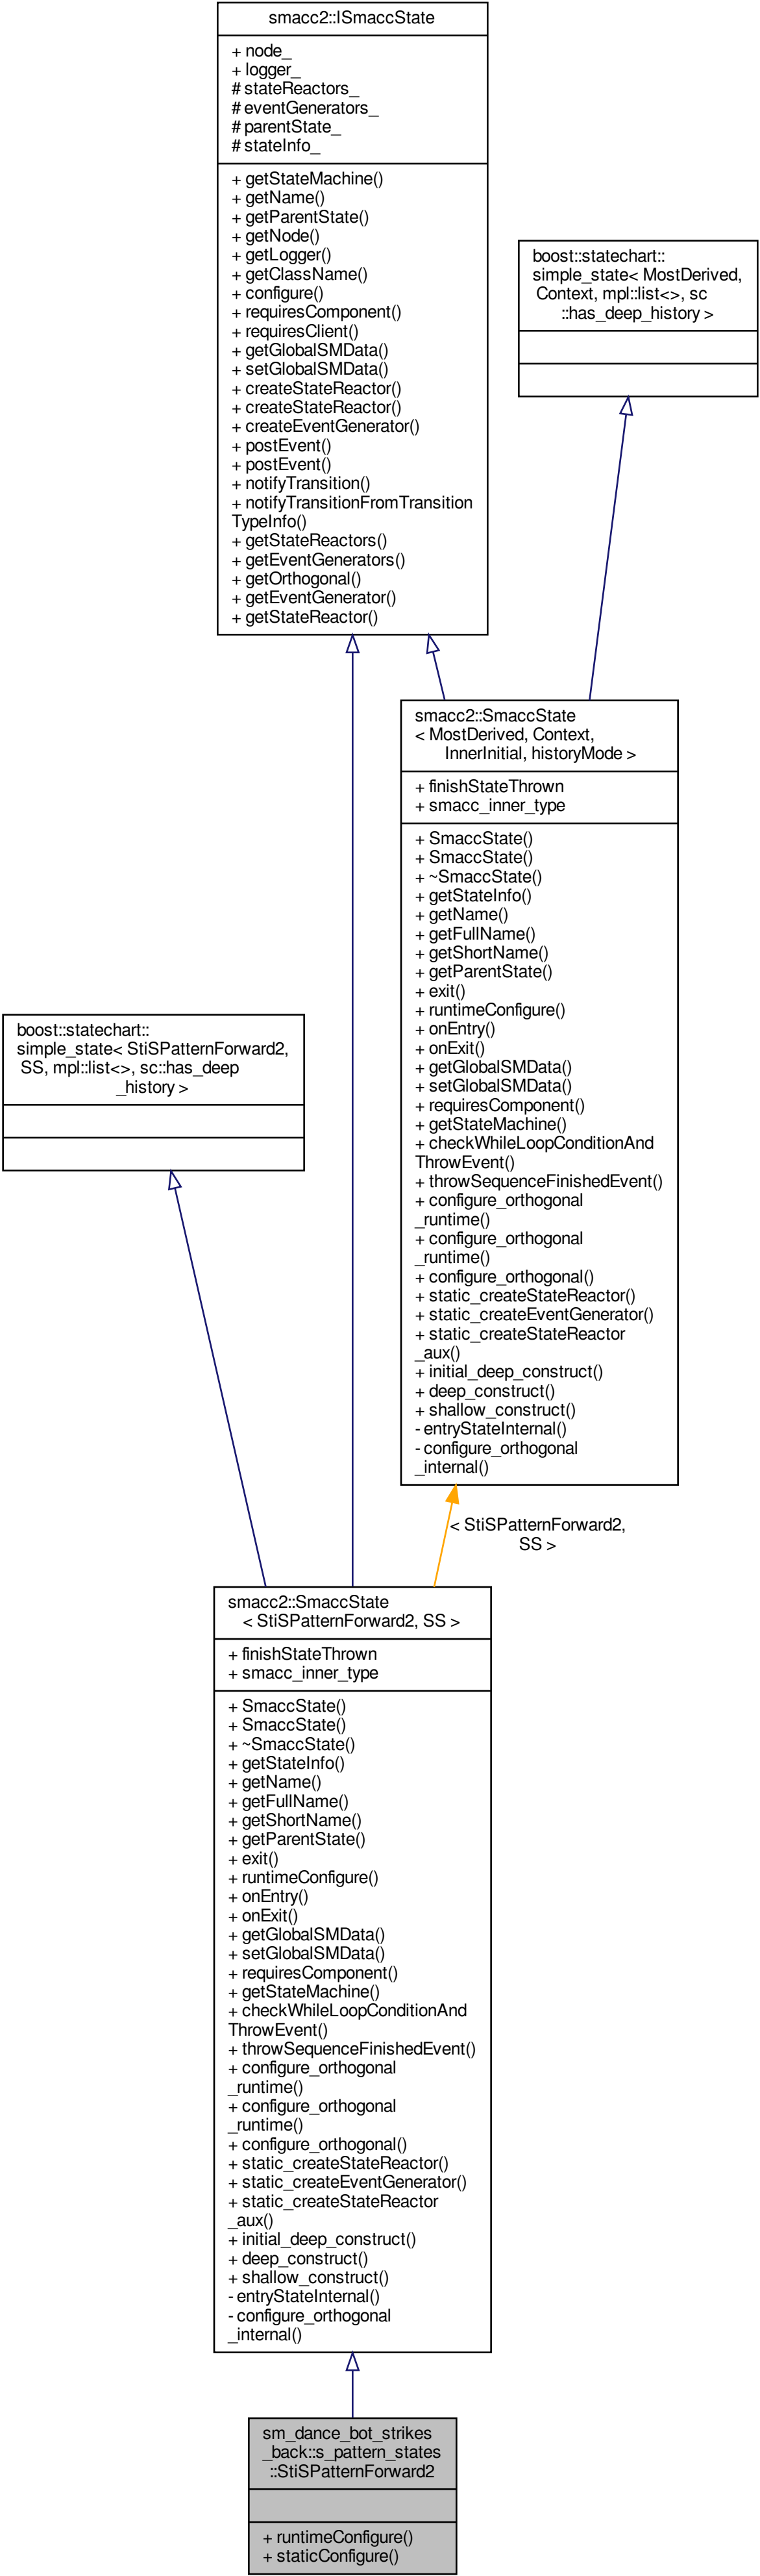 smacc2::ISmaccState
+ node_
+ logger_
# stateReactors_
# eventGenerators_
# parentState_
# stateInfo_
+ getStateMachine()
+ getName()
+ getParentState()
+ getNode()
+ getLogger()
+ getClassName()
+ configure()
+ requiresComponent()
+ requiresClient()
+ getGlobalSMData()
+ setGlobalSMData()
+ createStateReactor()
+ createStateReactor()
+ createEventGenerator()
+ postEvent()
+ postEvent()
+ notifyTransition()
+ notifyTransitionFromTransition
TypeInfo()
+ getStateReactors()
+ getEventGenerators()
+ getOrthogonal()
+ getEventGenerator()
+ getStateReactor()
boost::statechart::
simple_state< MostDerived,
Context, mpl::list<>, sc
::has_deep_history >
smacc2::SmaccState
< MostDerived, Context,
InnerInitial, historyMode >
+ finishStateThrown
+ smacc_inner_type
+ SmaccState()
+ SmaccState()
+ ~SmaccState()
+ getStateInfo()
+ getName()
+ getFullName()
+ getShortName()
+ getParentState()
+ exit()
+ runtimeConfigure()
+ onEntry()
+ onExit()
+ getGlobalSMData()
+ setGlobalSMData()
+ requiresComponent()
+ getStateMachine()
+ checkWhileLoopConditionAnd
ThrowEvent()
+ throwSequenceFinishedEvent()
+ configure_orthogonal
_runtime()
+ configure_orthogonal
_runtime()
+ configure_orthogonal()
+ static_createStateReactor()
+ static_createEventGenerator()
+ static_createStateReactor
_aux()
+ initial_deep_construct()
+ deep_construct()
+ shallow_construct()
- entryStateInternal()
- configure_orthogonal
_internal()
boost::statechart::
simple_state< StiSPatternForward2,
SS, mpl::list<>, sc::has_deep
_history >
< StiSPatternForward2,
SS >
smacc2::SmaccState
< StiSPatternForward2, SS >
+ finishStateThrown
+ smacc_inner_type
+ SmaccState()
+ SmaccState()
+ ~SmaccState()
+ getStateInfo()
+ getName()
+ getFullName()
+ getShortName()
+ getParentState()
+ exit()
+ runtimeConfigure()
+ onEntry()
+ onExit()
+ getGlobalSMData()
+ setGlobalSMData()
+ requiresComponent()
+ getStateMachine()
+ checkWhileLoopConditionAnd
ThrowEvent()
+ throwSequenceFinishedEvent()
+ configure_orthogonal
_runtime()
+ configure_orthogonal
_runtime()
+ configure_orthogonal()
+ static_createStateReactor()
+ static_createEventGenerator()
+ static_createStateReactor
_aux()
+ initial_deep_construct()
+ deep_construct()
+ shallow_construct()
- entryStateInternal()
- configure_orthogonal
_internal()
sm_dance_bot_strikes
_back::s_pattern_states
::StiSPatternForward2
+ runtimeConfigure()
+ staticConfigure()